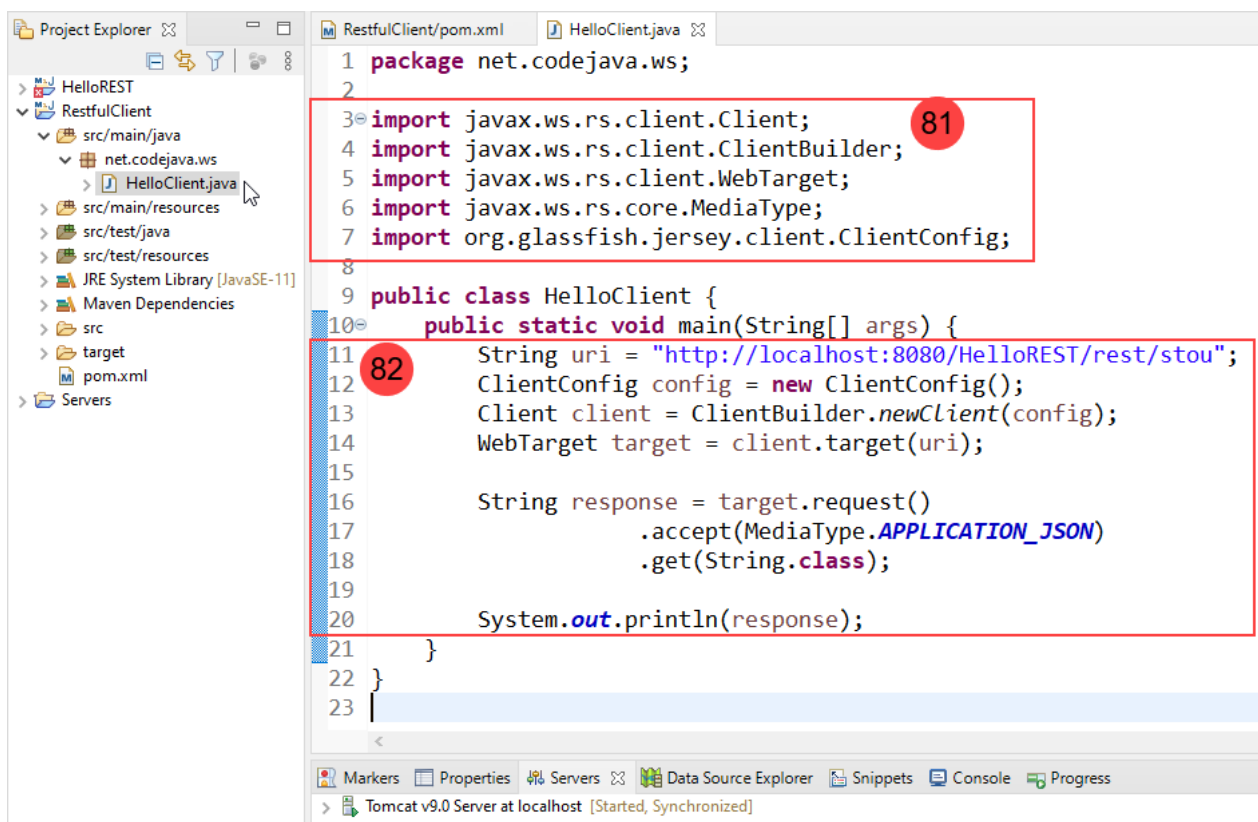 Project Explorer
HelloREST
RestfulClient
src/main/java
net.codejava.ws
HelloClient.java
src/main/resources
src/test/java
src/test/resources
JRE System Library [JavaSE-11]
Maven Dependencies
src
target
pom.xml
Servers
RestfulClient/pom.xml HelloClient.java
1 package net.codejava.ws;
2
3 import javax.ws.rs.client.Client;
81
4 import javax.ws.rs.client.ClientBuilder;
5 import javax.ws.rs.client.WebTarget;
6 import javax.ws.rs.core.MediaType;
7 import org.glassfish.jersey.client.ClientConfig;
8
9 public class HelloClient {
10 public static void main(String[] args) {
11 String uri = "http://localhost:8080/HelloREST/rest/stou";
82
12 ClientConfig config = new ClientConfig();
13 Client client = ClientBuilder.newClient(config);
14 WebTarget target = client.target(uri);
15
16 String response = target.request()
17 .accept(MediaType.APPLICATION_JSON)
18 .get(String.class);
19
20 System.out.println(response);
21 }
22 }
23
Markers Properties Servers Data Source Explorer Snippets Console Progress
Tomcat v9.0 Server at localhost [Started, Synchronized]